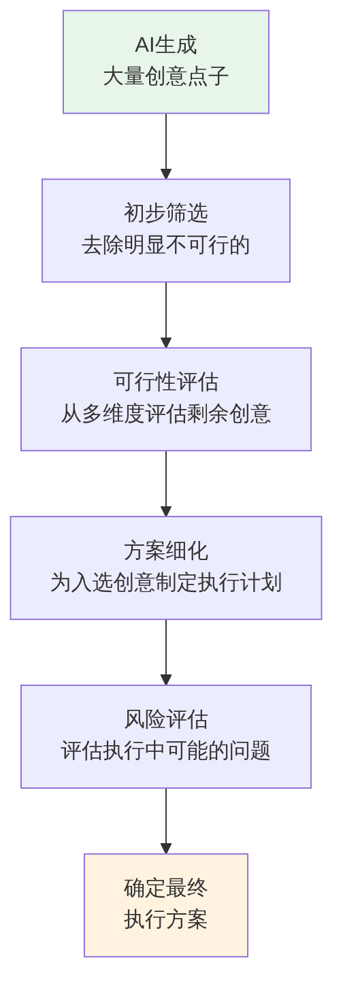 AI生成
大量创意点子
初步筛选
去除明显不可行的
可行性评估
从多维度评估剩余创意
方案细化
为入选创意制定执行计划
风险评估
评估执行中可能的问题
确定最终
执行方案